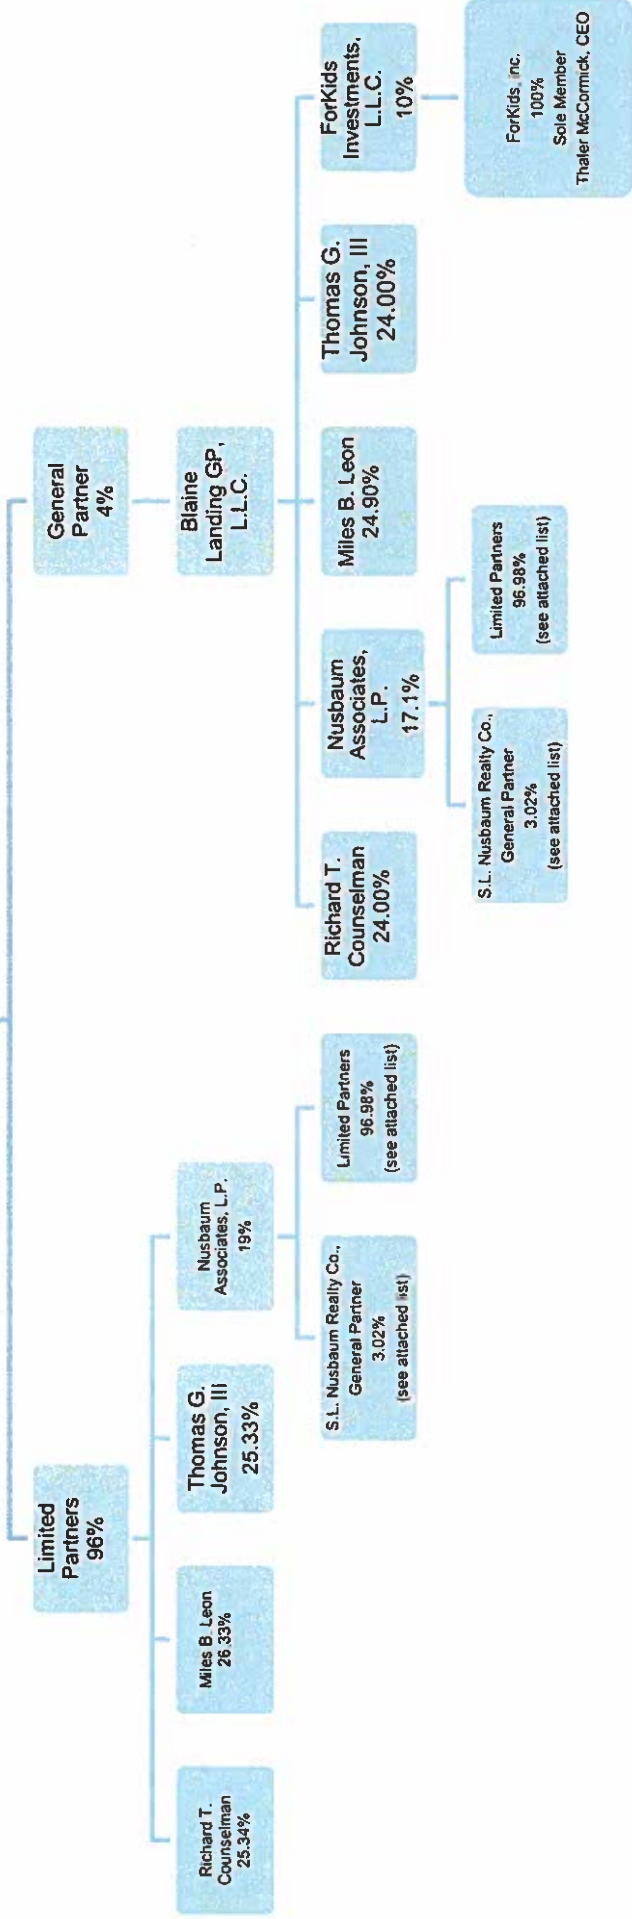 Limited
Partners
96%
General
Partner
4%
Richard T.
Counselman
25.34%
Miles B. Leon
26.33%
Thomas G.
Johnson, III
25.33%
Nusbaum
Associates, L.P.
19%
Blaine
Landing GP,
L.L.C.
S.L. Nusbaum Realty Co.,
General Partner
3.02%
(see attached list)
Limited Partners
96.98%
(see attached list)
Richard T.
Counselman
24.00%
Nusbaum
Associates,
L.P.
17.1%
Miles B. Leon
24.90%
Thomas G.
Johnson, III
24.00%
ForKids
Investments,
L.L.C.
10%
S.L. Nusbaum Realty Co.,
General Partner
3.02%
(see attached list)
Limited Partners
96.98%
(see attached list)
ForKids, inc.
100%
Sole Member
Thaler McCormick, CEO